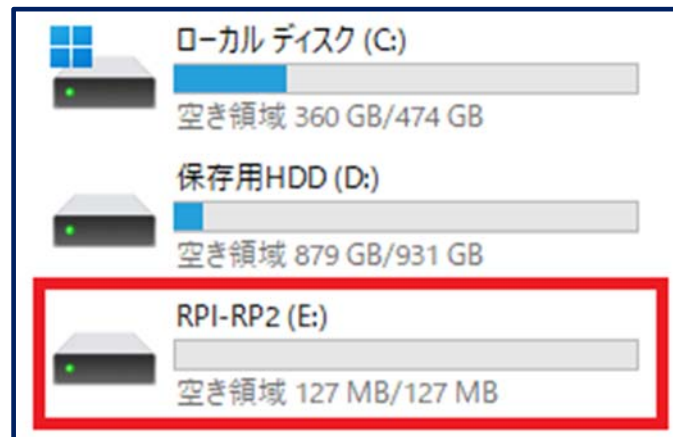 ローカル ディスク (C:)
空き領域 360 GB/474 GB
保存用HDD (D:)
空き領域 879 GB/931 GB
RPI-RP2 (E:)
空き領域 127 MB/127 MB